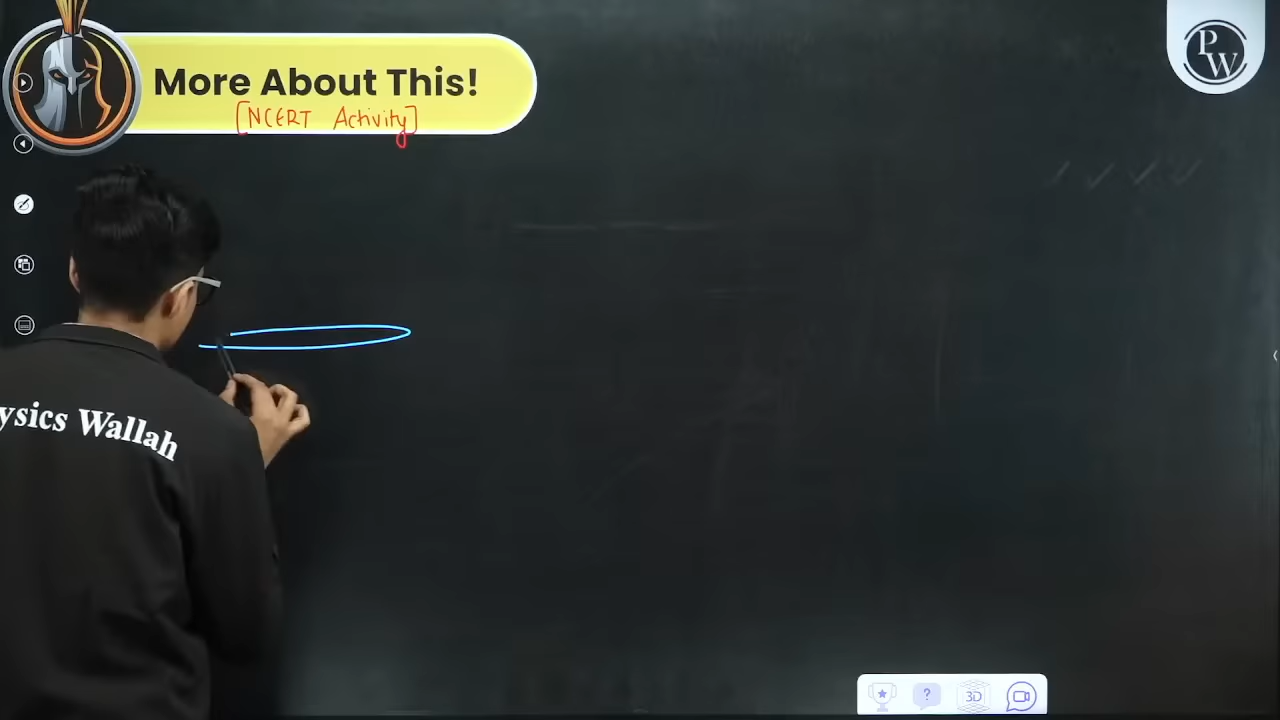 More About This!
[NCERT Activity]
PW
ysics Wallah
?
3D